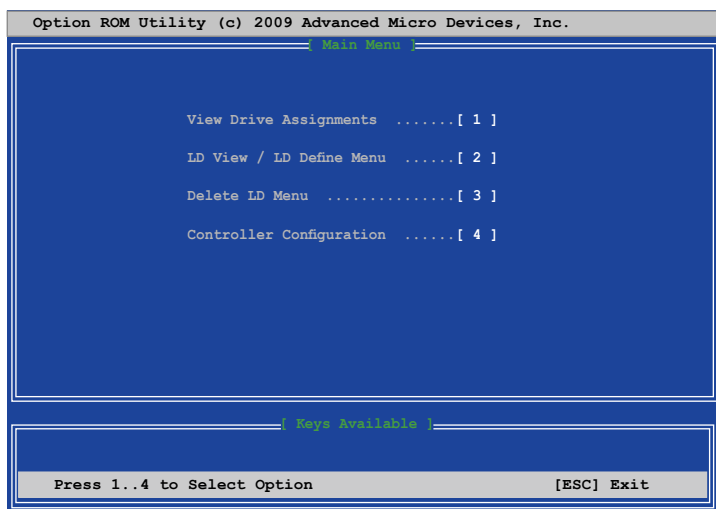 Option ROM Utility (c) 2009 Advanced Micro Devices, Inc.
[ Main Menu ]
View Drive Assignments .......[ 1 ]
LD View / LD Define Menu ......[ 2 ]
Delete LD Menu ...............[ 3 ]
Controller Configuration ......[ 4 ]
[ Keys Available ]
Press 1..4 to Select Option [ESC] Exit